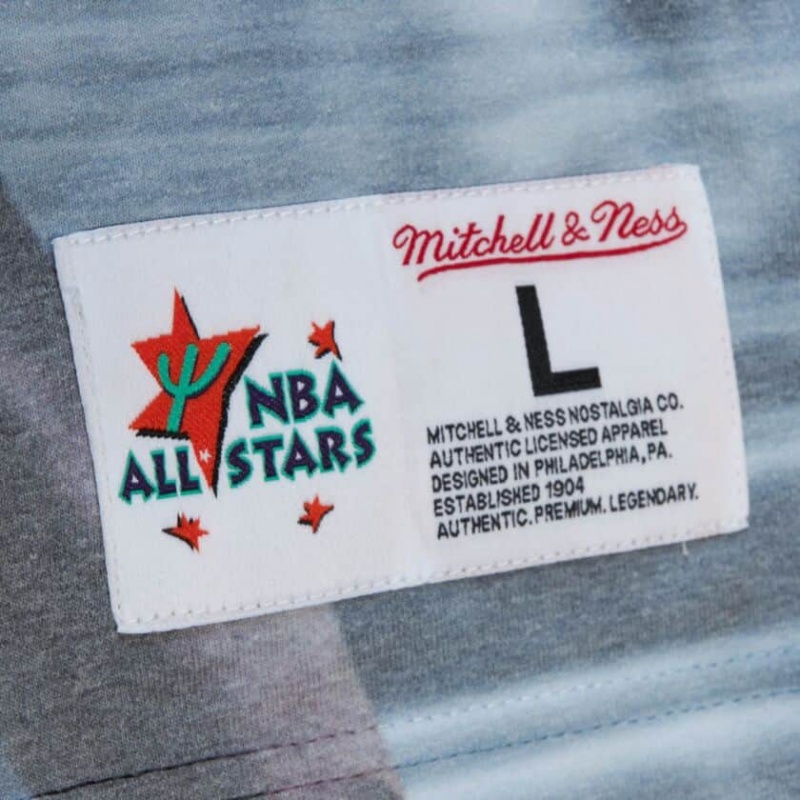 NBA
ALL STARS
Mitchell & Ness
L
MITCHELL & NESS NOSTALGIA CO.
AUTHENTIC LICENSED APPAREL
DESIGNED IN PHILADELPHIA, PA.
ESTABLISHED 1904
AUTHENTIC. PREMIUM. LEGENDARY.